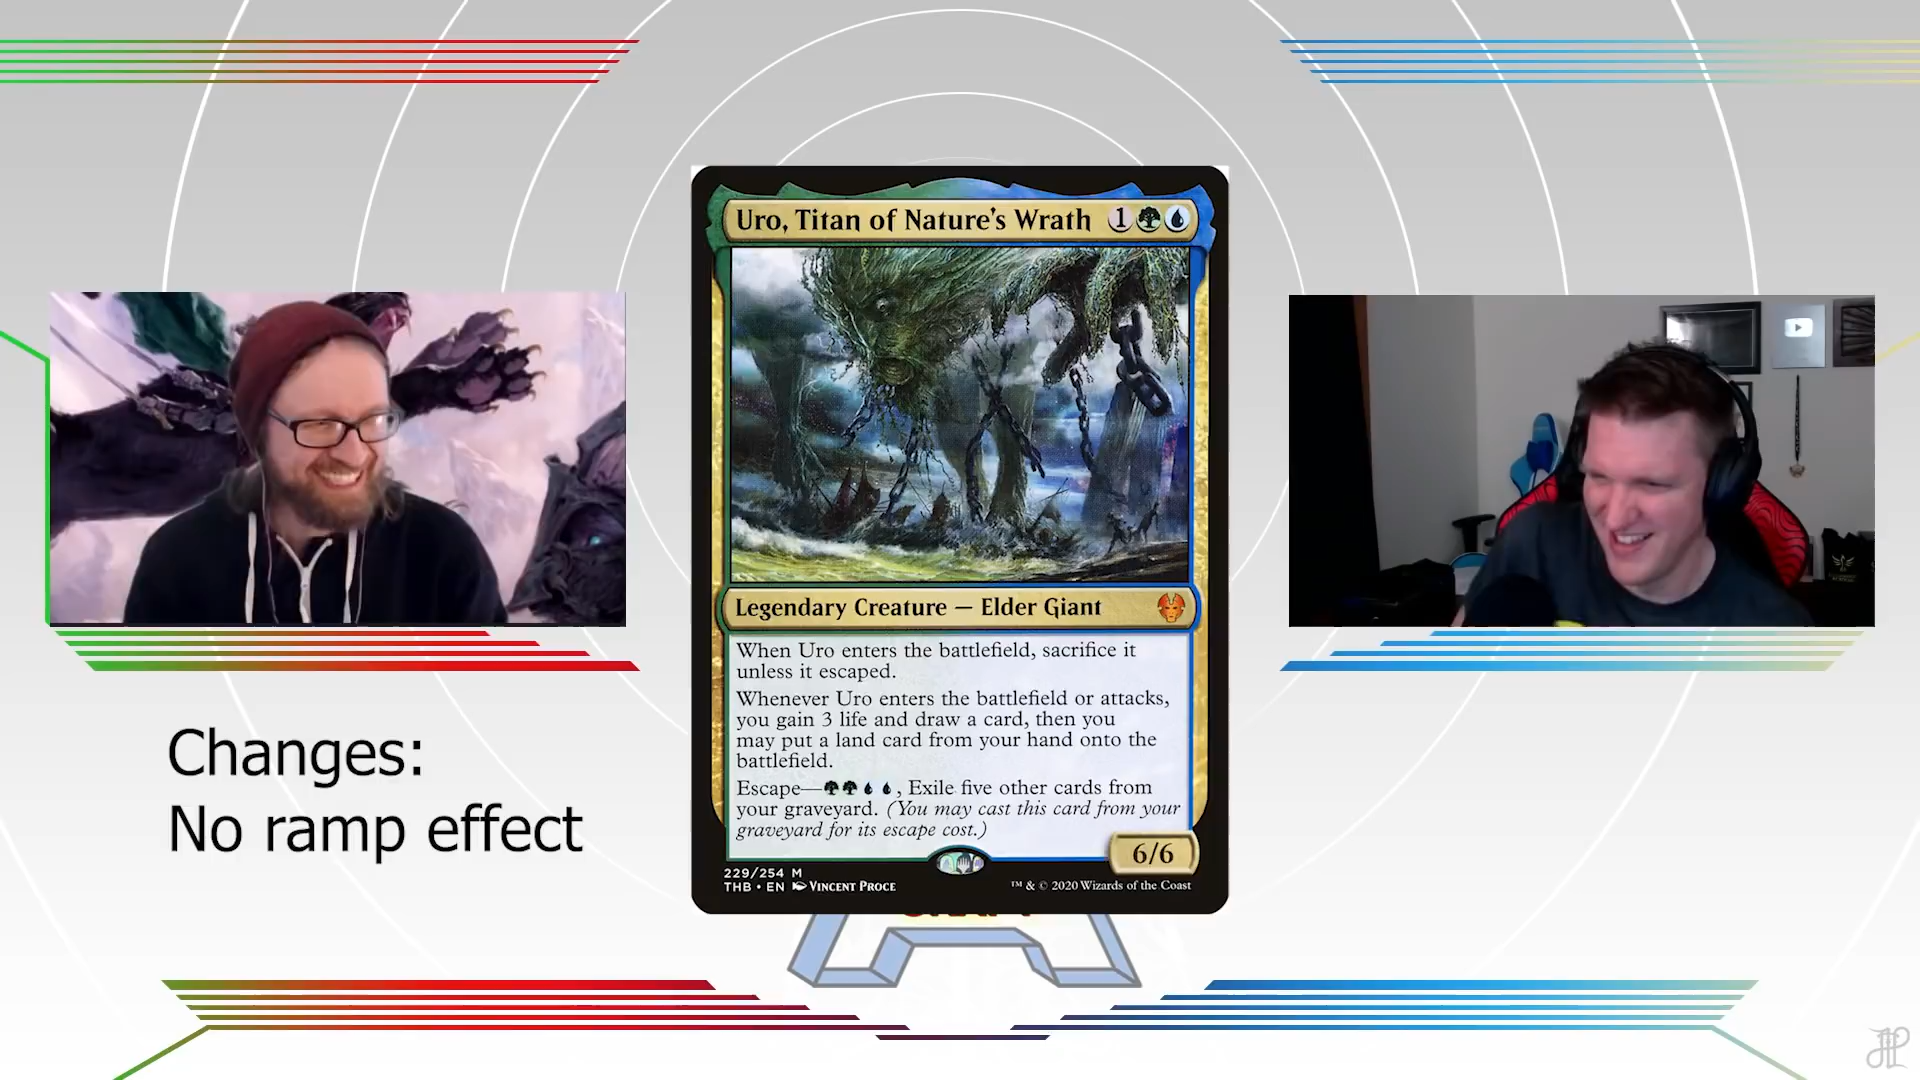 Uro, Titan of Nature's Wrath 1
Legendary Creature — Elder Giant
When Uro enters the battlefield, sacrifice it
unless it escaped.
Whenever Uro enters the battlefield or attacks,
you gain 3 life and draw a card, then you
may put a land card from your hand onto the
battlefield.
Escape—, Exile five other cards from
your graveyard. (You may cast this card from your
graveyard for its escape cost.)
6/6
229/254 M
THB • EN Vincent Proce
™ & © 2020 Wizards of the Coast
Changes:
No ramp effect